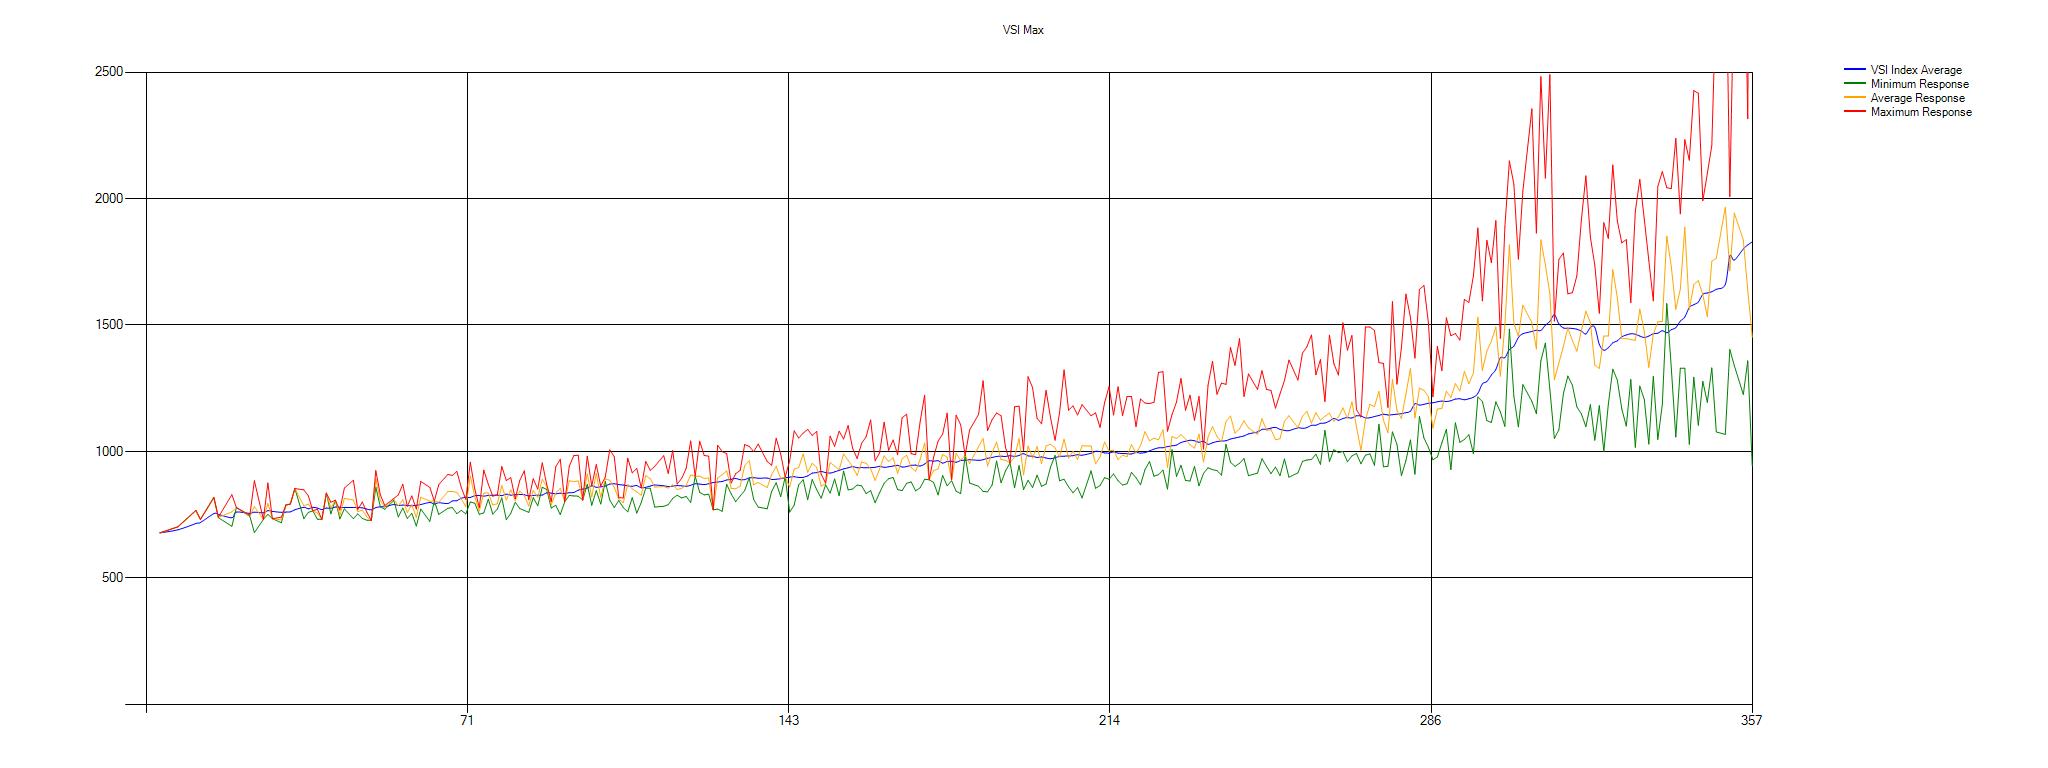 VSI Max
VSI Index Average
Minimum Response
Average Response
Maximum Response
2500
2000
1500
1000
500
71
143
214
286
357